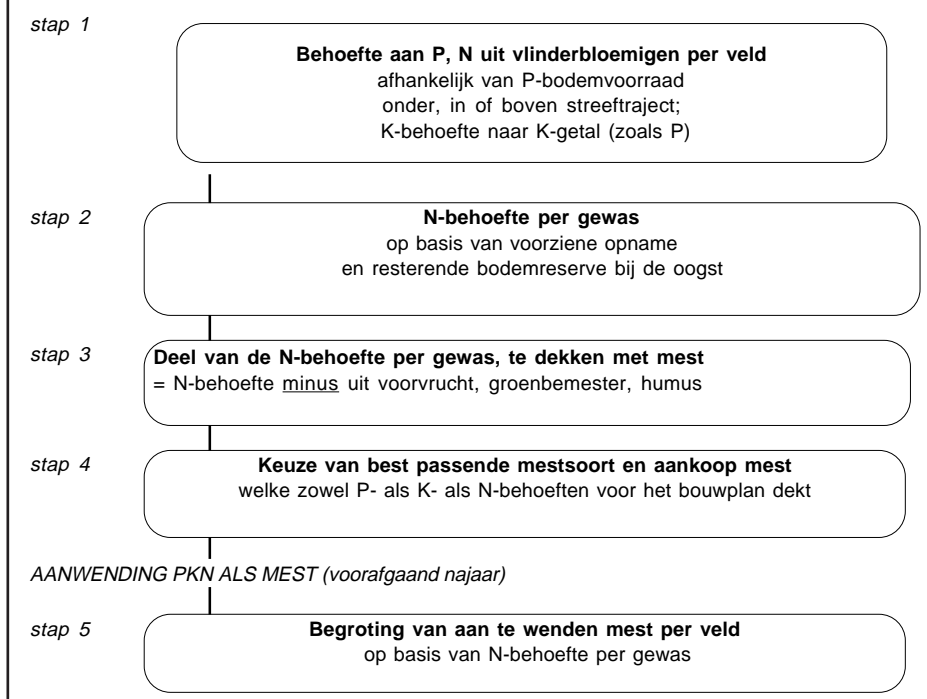 stap 1
Behoefte aan P, N uit vlinderbloemigen per veld
afhankelijk van P-bodemvoorraad
onder, in of boven streeftraject;
K-behoefte naar K-getal (zoals P)
stap 2
N-behoefte per gewas
op basis van voorziene opname
en resterende bodemreserve bij de oogst
stap 3
Deel van de N-behoefte per gewas, te dekken met mest
= N-behoefte minus uit voorvrucht, groenbemester, humus
stap 4
Keuze van best passende mestsoort en aankoop mest
welke zowel P- als K- als N-behoeften voor het bouwplan dekt
AANWENDING PKN ALS MEST (voorafgaand najaar)
stap 5
Begroting van aan te wenden mest per veld
op basis van N-behoefte per gewas